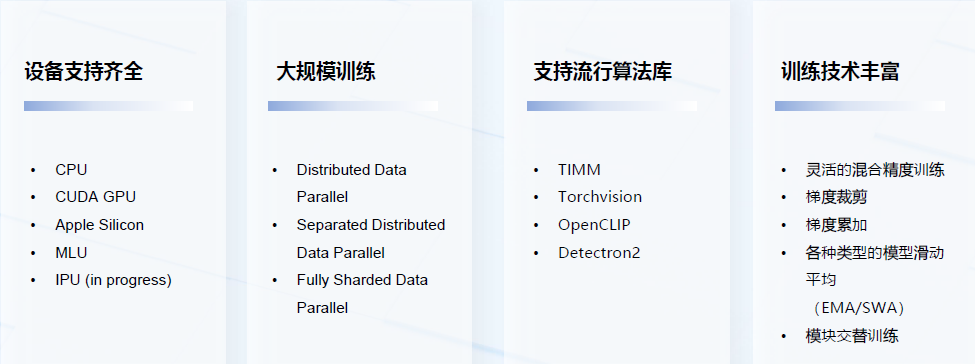 设备支持齐全
• CPU
• CUDA GPU
• Apple Silicon
• MLU
• IPU (in progress)
大规模训练
• Distributed Data
Parallel
• Separated Distributed
Data Parallel
• Fully Sharded Data
Parallel
支持流行算法库
• TIMM
• Torchvision
• OpenCLIP
• Detectron2
训练技术丰富
• 灵活的混合精度训练
• 梯度裁剪
• 梯度累加
• 各种类型的模型滑动
平均
（EMA/SWA）
• 模块交替训练